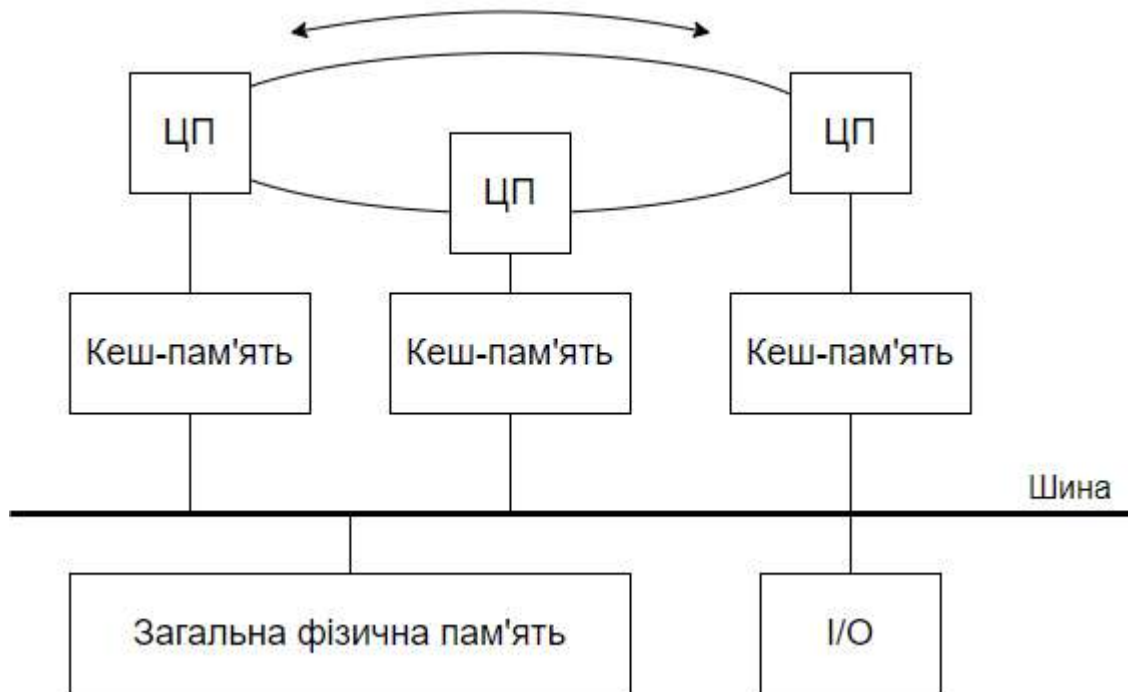 ЦП
ЦП
ЦП
Кеш-пам'ять
Кеш-пам'ять
Кеш-пам'ять
Шина
Загальна фізична пам'ять
I/O